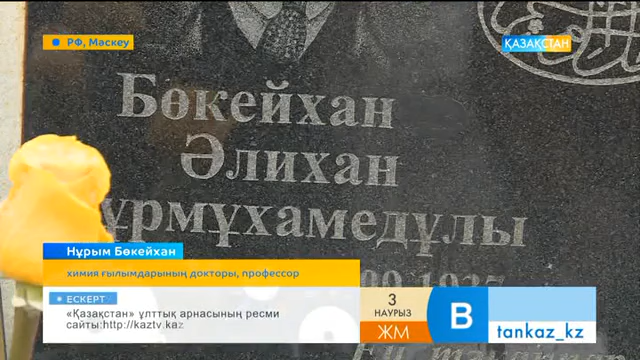 РФ, Мәскеу
ҚАЗАҚСТАН
Бөкейхан
Әлихан
Нұрым Бөкейхан
химия ғылымдарының докторы, профессор
ЕСКЕРТ
«Қазақстан» ұлттық арнасының ресми
сайты:http://kaztv.kaz
3
НАУРЫЗ
ЖМ
B
tankaz_kz